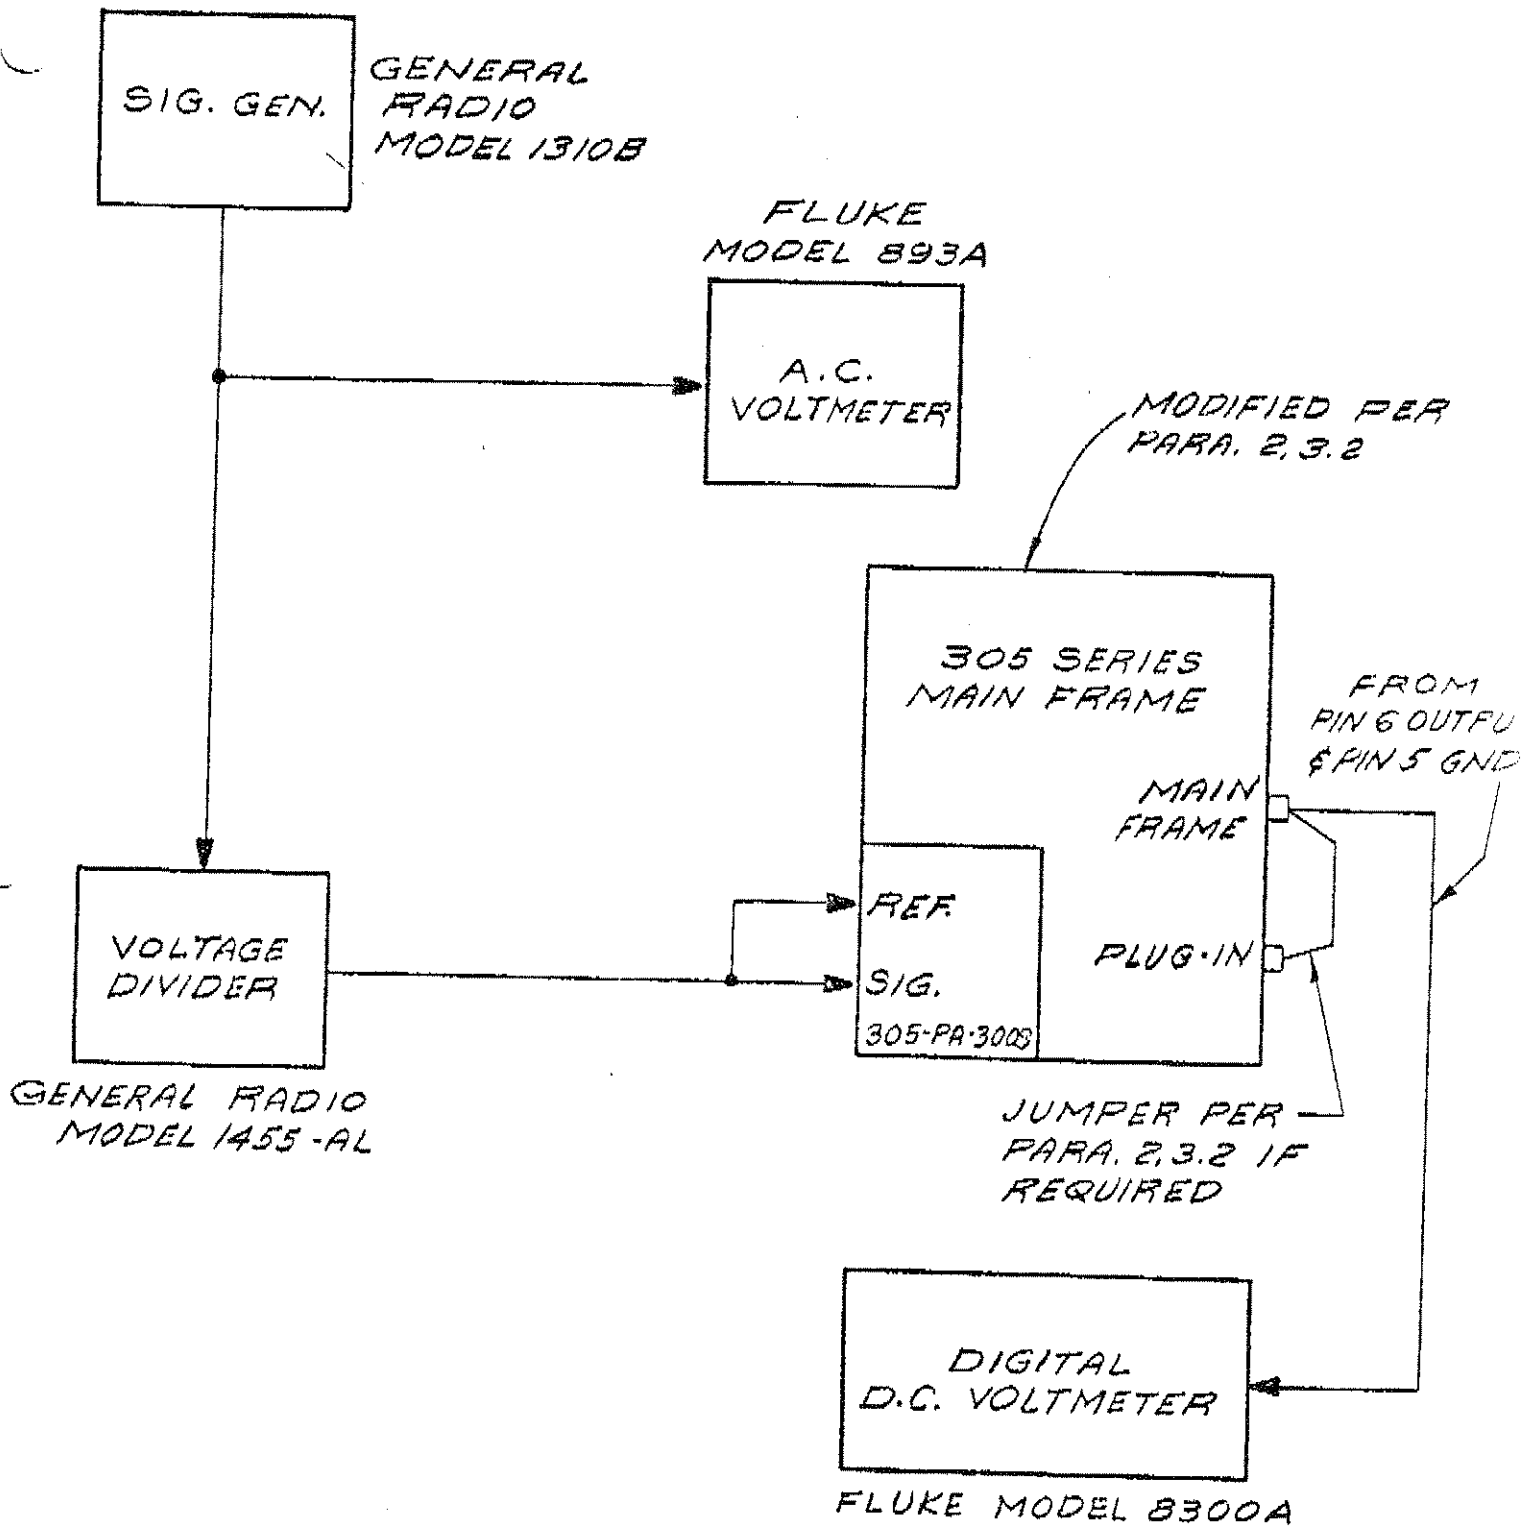 SIG. GEN.
GENERAL
RADIO
MODEL 1310B
FLUKE
MODEL 893A
A.C.
VOLTMETER
MODIFIED PER
PARA. 2.3.2
305 SERIES
MAIN FRAME
FROM
PIN 6 OUTPU
& PIN 5 GND
MAIN
FRAME
REF.
PLUG-IN
SIG.
305-PA-3008
VOLTAGE
DIVIDER
GENERAL RADIO
MODEL 1455-AL
JUMPER PER
PARA. 2.3.2 IF
REQUIRED
DIGITAL
D.C. VOLTMETER
FLUKE MODEL 8300A